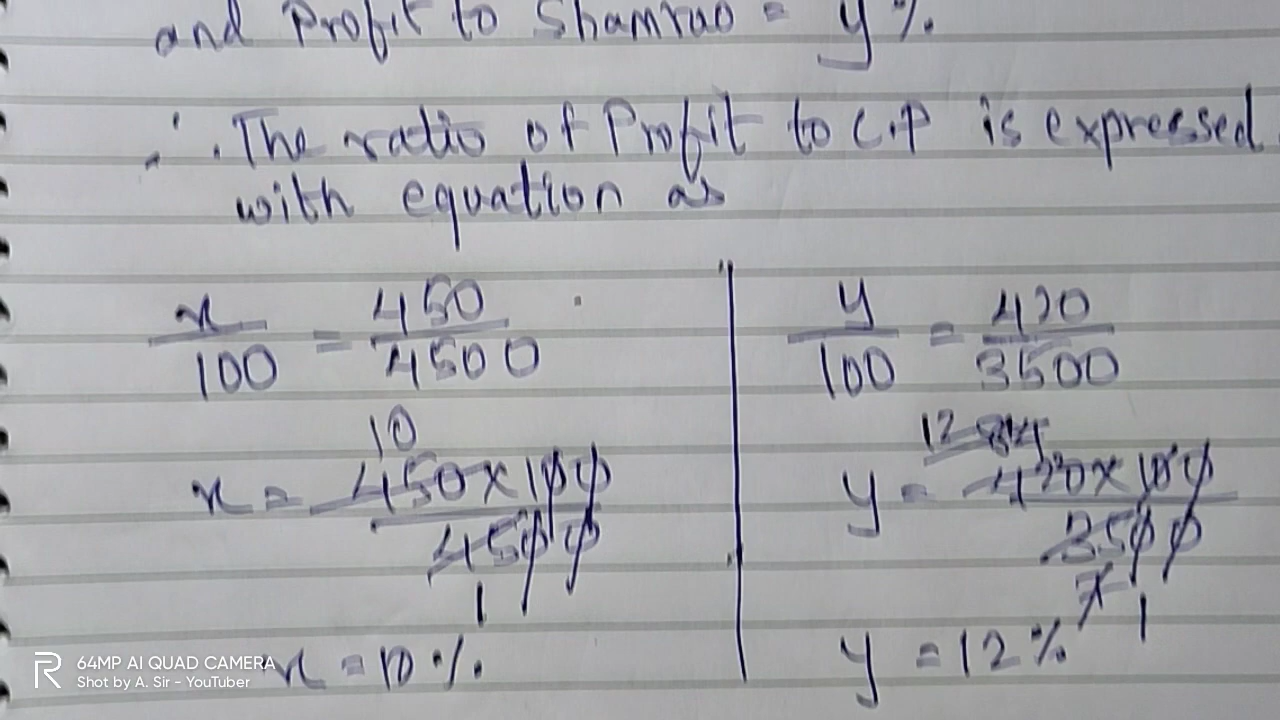 and Profit to Shamrao = y %.
∴ The ratio of Profit to C.P is expressed
with equation as
x/100 = 450/4500
x = 450 x 100/4500
10
1
x = 10 %.
y/100 = 420/3500
12 84
y = 420 x 100/3500
7 1
y = 12 %
64MP AI QUAD CAMERA
Shot by A. Sir – YouTuber